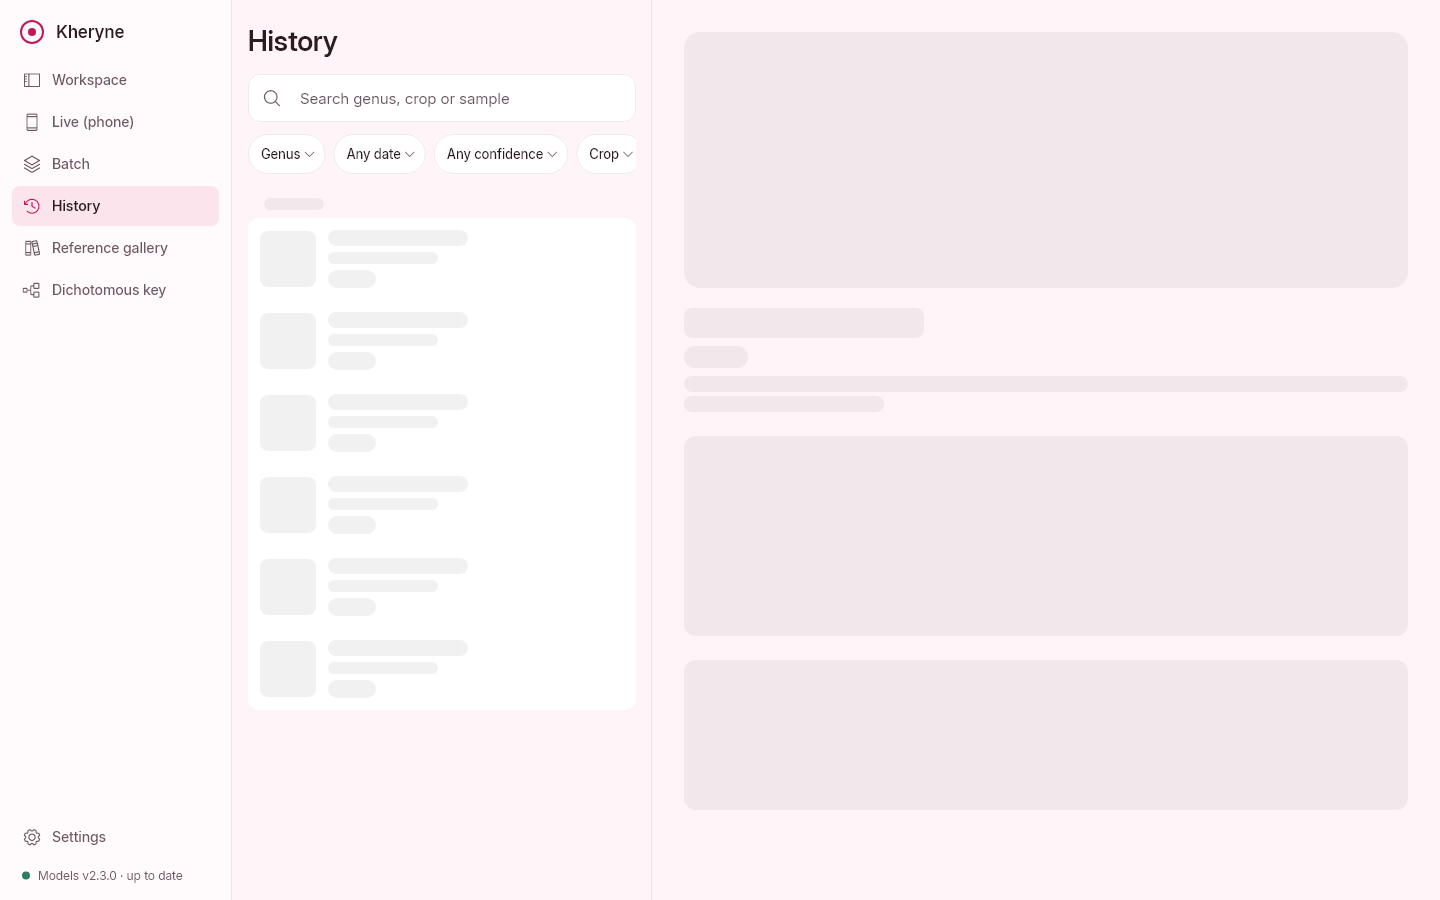 Kheryne
Workspace
Live (phone)
Batch
History
Reference gallery
Dichotomous key
Settings
Models v2.3.0 · up to date
History
Search genus, crop or sample
Genus
Any date
Any confidence
Crop